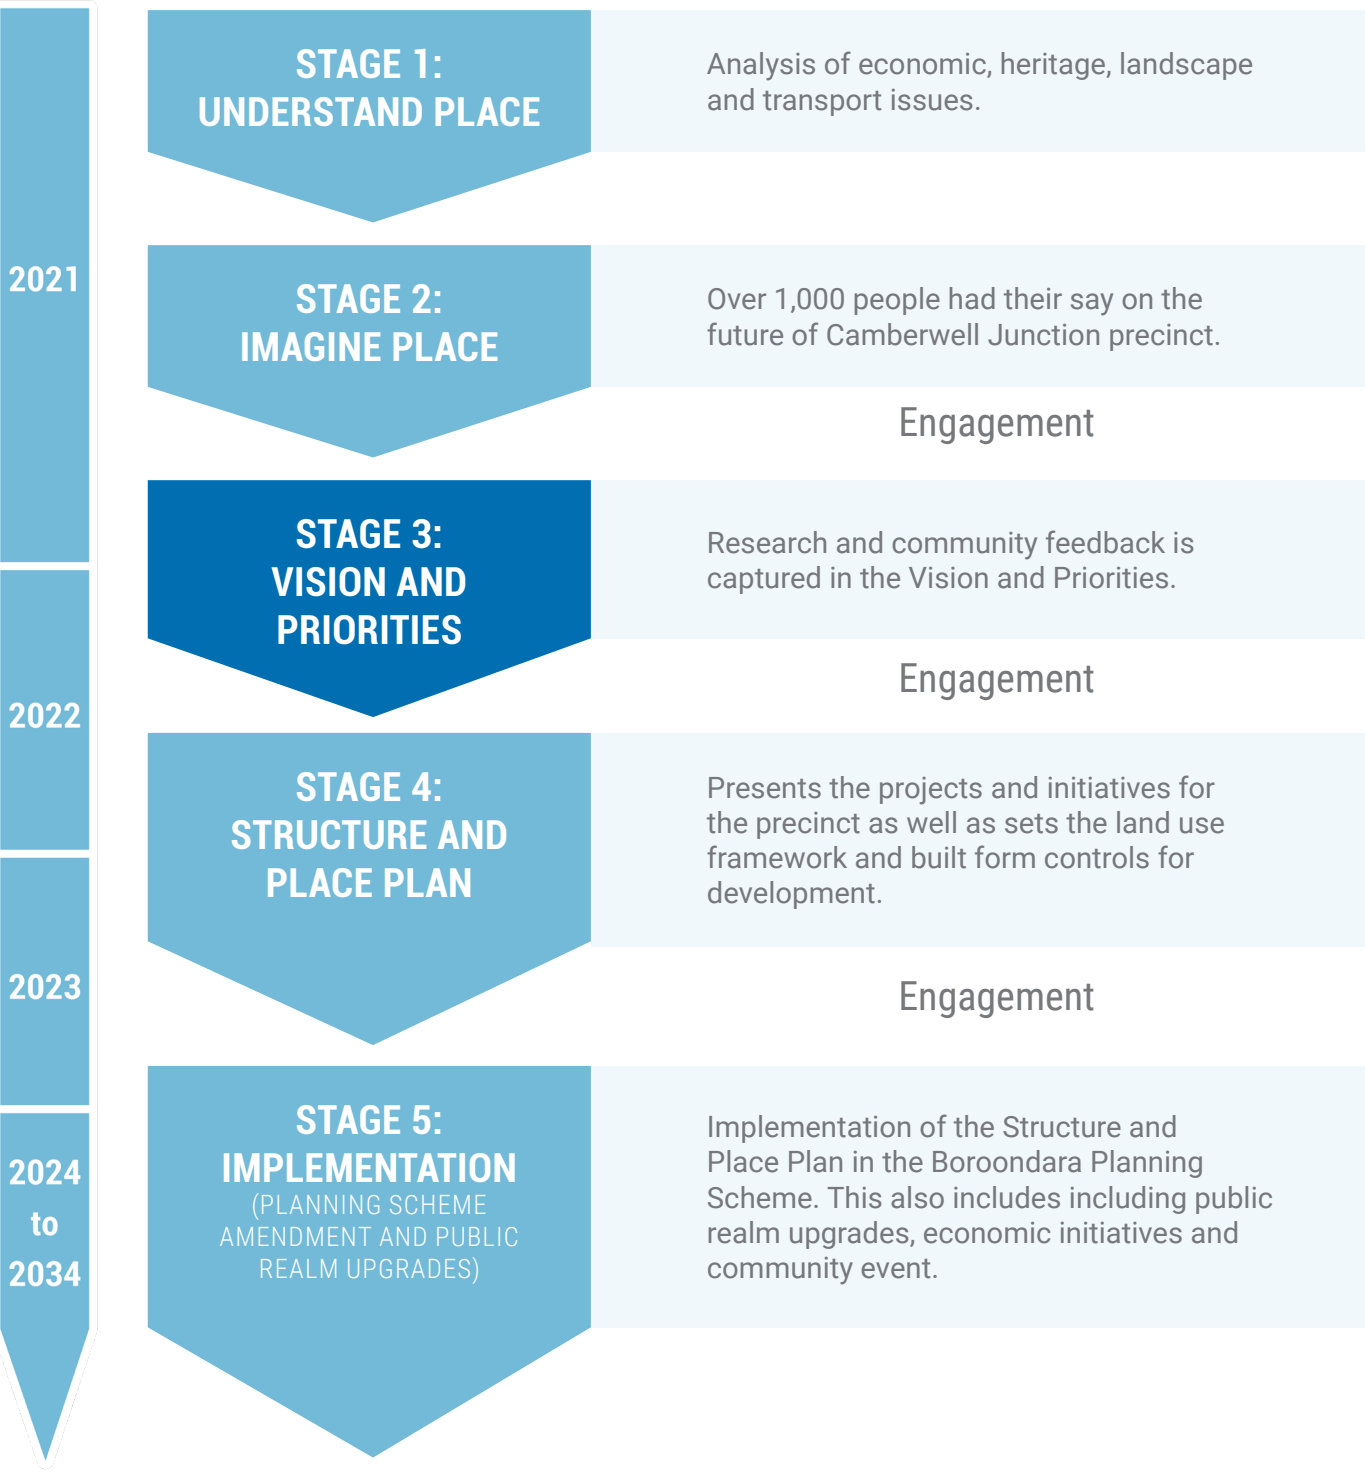 2021
2022
2023
2024
to
2034
STAGE 1:
UNDERSTAND PLACE
Analysis of economic, heritage, landscape
and transport issues.
STAGE 2:
IMAGINE PLACE
Over 1,000 people had their say on the
future of Camberwell Junction precinct.
Engagement
STAGE 3:
VISION AND
PRIORITIES
Research and community feedback is
captured in the Vision and Priorities.
Engagement
STAGE 4:
STRUCTURE AND
PLACE PLAN
Presents the projects and initiatives for
the precinct as well as sets the land use
framework and built form controls for
development.
Engagement
STAGE 5:
IMPLEMENTATION
(PLANNING SCHEME
AMENDMENT AND PUBLIC
REALM UPGRADES)
Implementation of the Structure and
Place Plan in the Boroondara Planning
Scheme. This also includes including public
realm upgrades, economic initiatives and
community event.